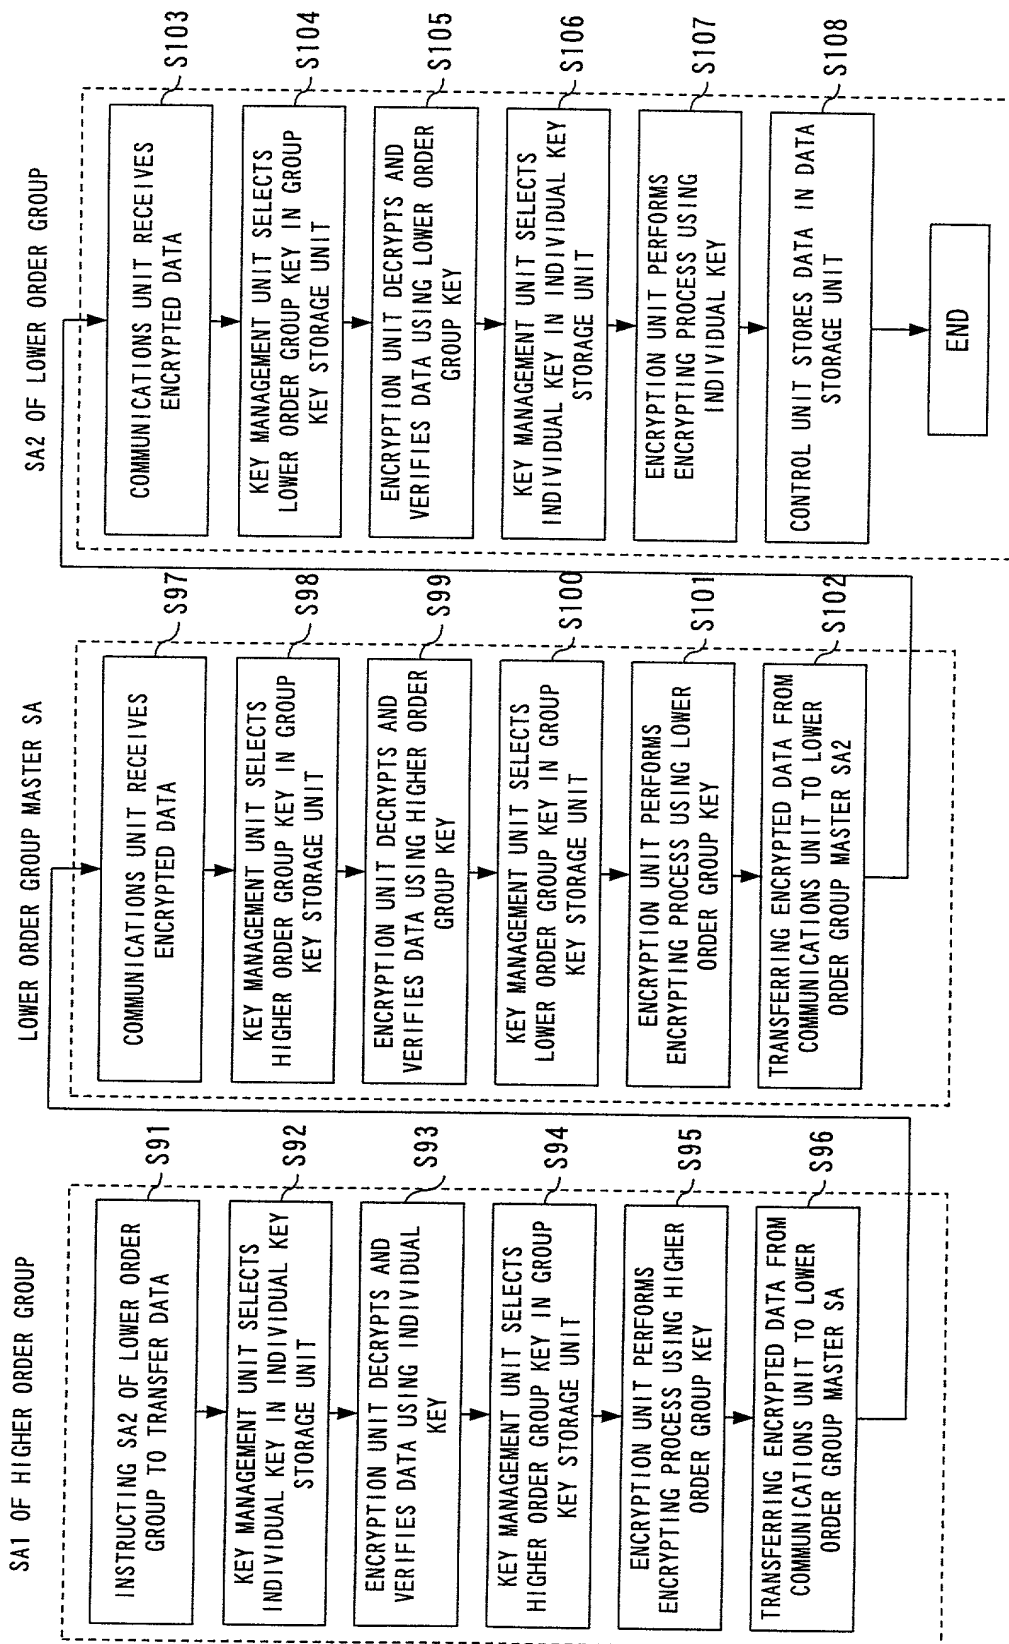 SA1 OF HIGHER ORDER GROUP
INSTRUCTING SA2 OF LOWER ORDER
GROUP TO TRANSFER DATA
S91
KEY MANAGEMENT UNIT SELECTS
INDIVIDUAL KEY IN INDIVIDUAL KEY
STORAGE UNIT
S92
ENCRYPTION UNIT DECRYPTS AND
VERIFIES DATA USING INDIVIDUAL
KEY
S93
KEY MANAGEMENT UNIT SELECTS
HIGHER ORDER GROUP KEY IN GROUP
KEY STORAGE UNIT
S94
ENCRYPTION UNIT PERFORMS
ENCRYPTING PROCESS USING HIGHER
ORDER GROUP KEY
S95
TRANSFERRING ENCRYPTED DATA FROM
COMMUNICATIONS UNIT TO LOWER
ORDER GROUP MASTER SA
S96
LOWER ORDER GROUP MASTER SA
COMMUNICATIONS UNIT RECEIVES
ENCRYPTED DATA
S97
KEY MANAGEMENT UNIT SELECTS
HIGHER ORDER GROUP KEY IN GROUP
KEY STORAGE UNIT
S98
ENCRYPTION UNIT DECRYPTS AND
VERIFIES DATA USING HIGHER ORDER
GROUP KEY
S99
KEY MANAGEMENT UNIT SELECTS
LOWER ORDER GROUP KEY IN GROUP
KEY STORAGE UNIT
S100
ENCRYPTION UNIT PERFORMS
ENCRYPTING PROCESS USING LOWER
ORDER GROUP KEY
S101
TRANSFERRING ENCRYPTED DATA FROM
COMMUNICATIONS UNIT TO LOWER
ORDER GROUP MASTER SA2
S102
SA2 OF LOWER ORDER GROUP
COMMUNICATIONS UNIT RECEIVES
ENCRYPTED DATA
S103
KEY MANAGEMENT UNIT SELECTS
LOWER ORDER GROUP KEY IN GROUP
KEY STORAGE UNIT
S104
ENCRYPTION UNIT DECRYPTS AND
VERIFIES DATA USING LOWER ORDER
GROUP KEY
S105
KEY MANAGEMENT UNIT SELECTS
INDIVIDUAL KEY IN INDIVIDUAL KEY
STORAGE UNIT
S106
ENCRYPTION UNIT PERFORMS
ENCRYPTING PROCESS USING
INDIVIDUAL KEY
S107
CONTROL UNIT STORES DATA IN DATA
STORAGE UNIT
S108
END